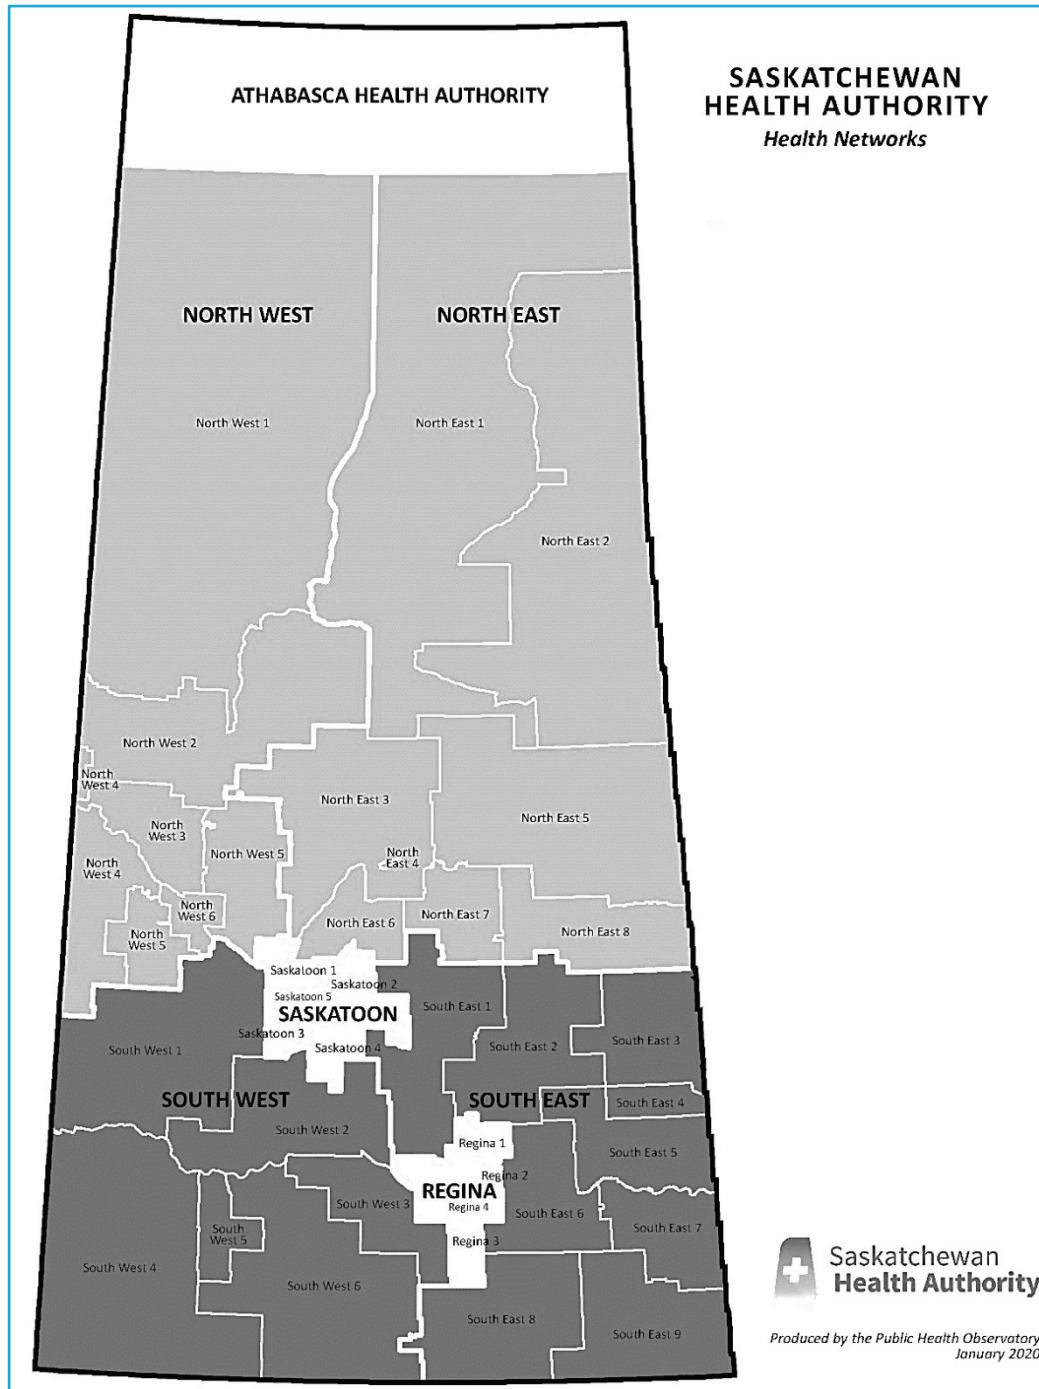 SASKATCHEWAN
HEALTH AUTHORITY
Health Networks
ATHABASCA HEALTH AUTHORITY
NORTH WEST
NORTH EAST
North West 1
North East 1
North East 2
North West 2
North
West 4
North East 3
North
West 3
North East 5
North West 5
North
East 4
North
West 4
North
West 6
North East 6
North East 7
North
West 5
North East 8
Saskatoon 1
Saskatoon 2
Saskatoon 5
SASKATOON
South East 1
Saskatoon 3
Saskatoon 4
South West 1
South East 2
South East 3
SOUTH WEST
SOUTH EAST
South East 4
South West 2
Regina 1
South East 5
Regina 2
REGINA
South West 3
Regina 4
South East 6
South East 7
South
West 5
Regina 3
South West 4
South West 6
South East 8
South East 9
Saskatchewan
Health Authority
Produced by the Public Health Observatory
January 2020